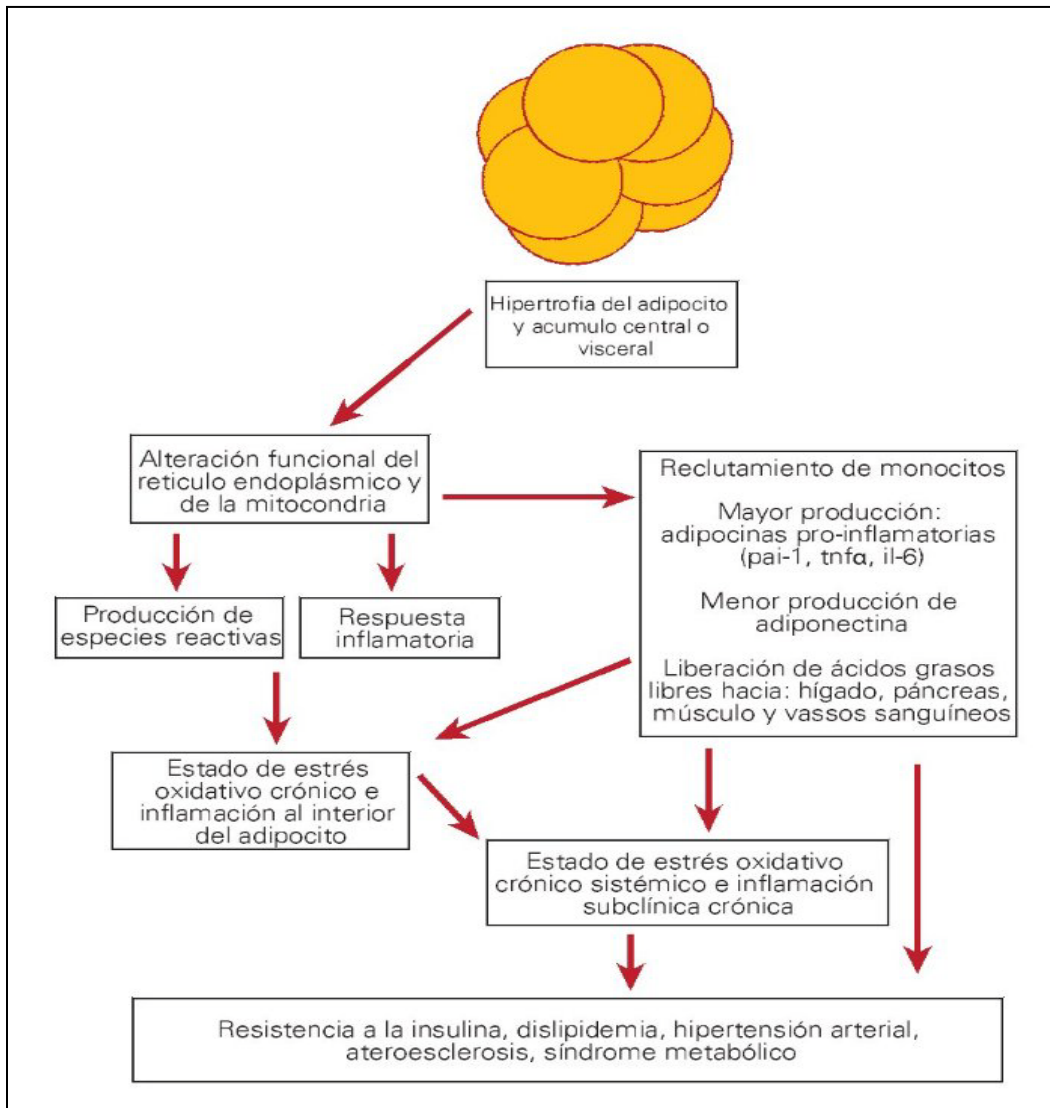 Hipertrofia del adipocito
y acumulo central o
visceral
Alteración funcional del
reticulo endoplásmico y
de la mitocondria
Reclutamiento de monocitos
Mayor producción:
adipocinas pro-inflamatorias
(pai-1, tnfα, il-6)
Menor producción de
adiponectina
Liberación de ácidos grasos
libres hacia: hígado, páncreas,
músculo y vassos sanguíneos
Producción de
especies reactivas
Respuesta
inflamatoria
Estado de estrés
oxidativo crónico e
inflamación al interior
del adipocito
Estado de estrés oxidativo
crónico sistémico e inflamación
subclínica crónica
Resistencia a la insulina, dislipidemia, hipertensión arterial,
ateroesclerosis, síndrome metabólico